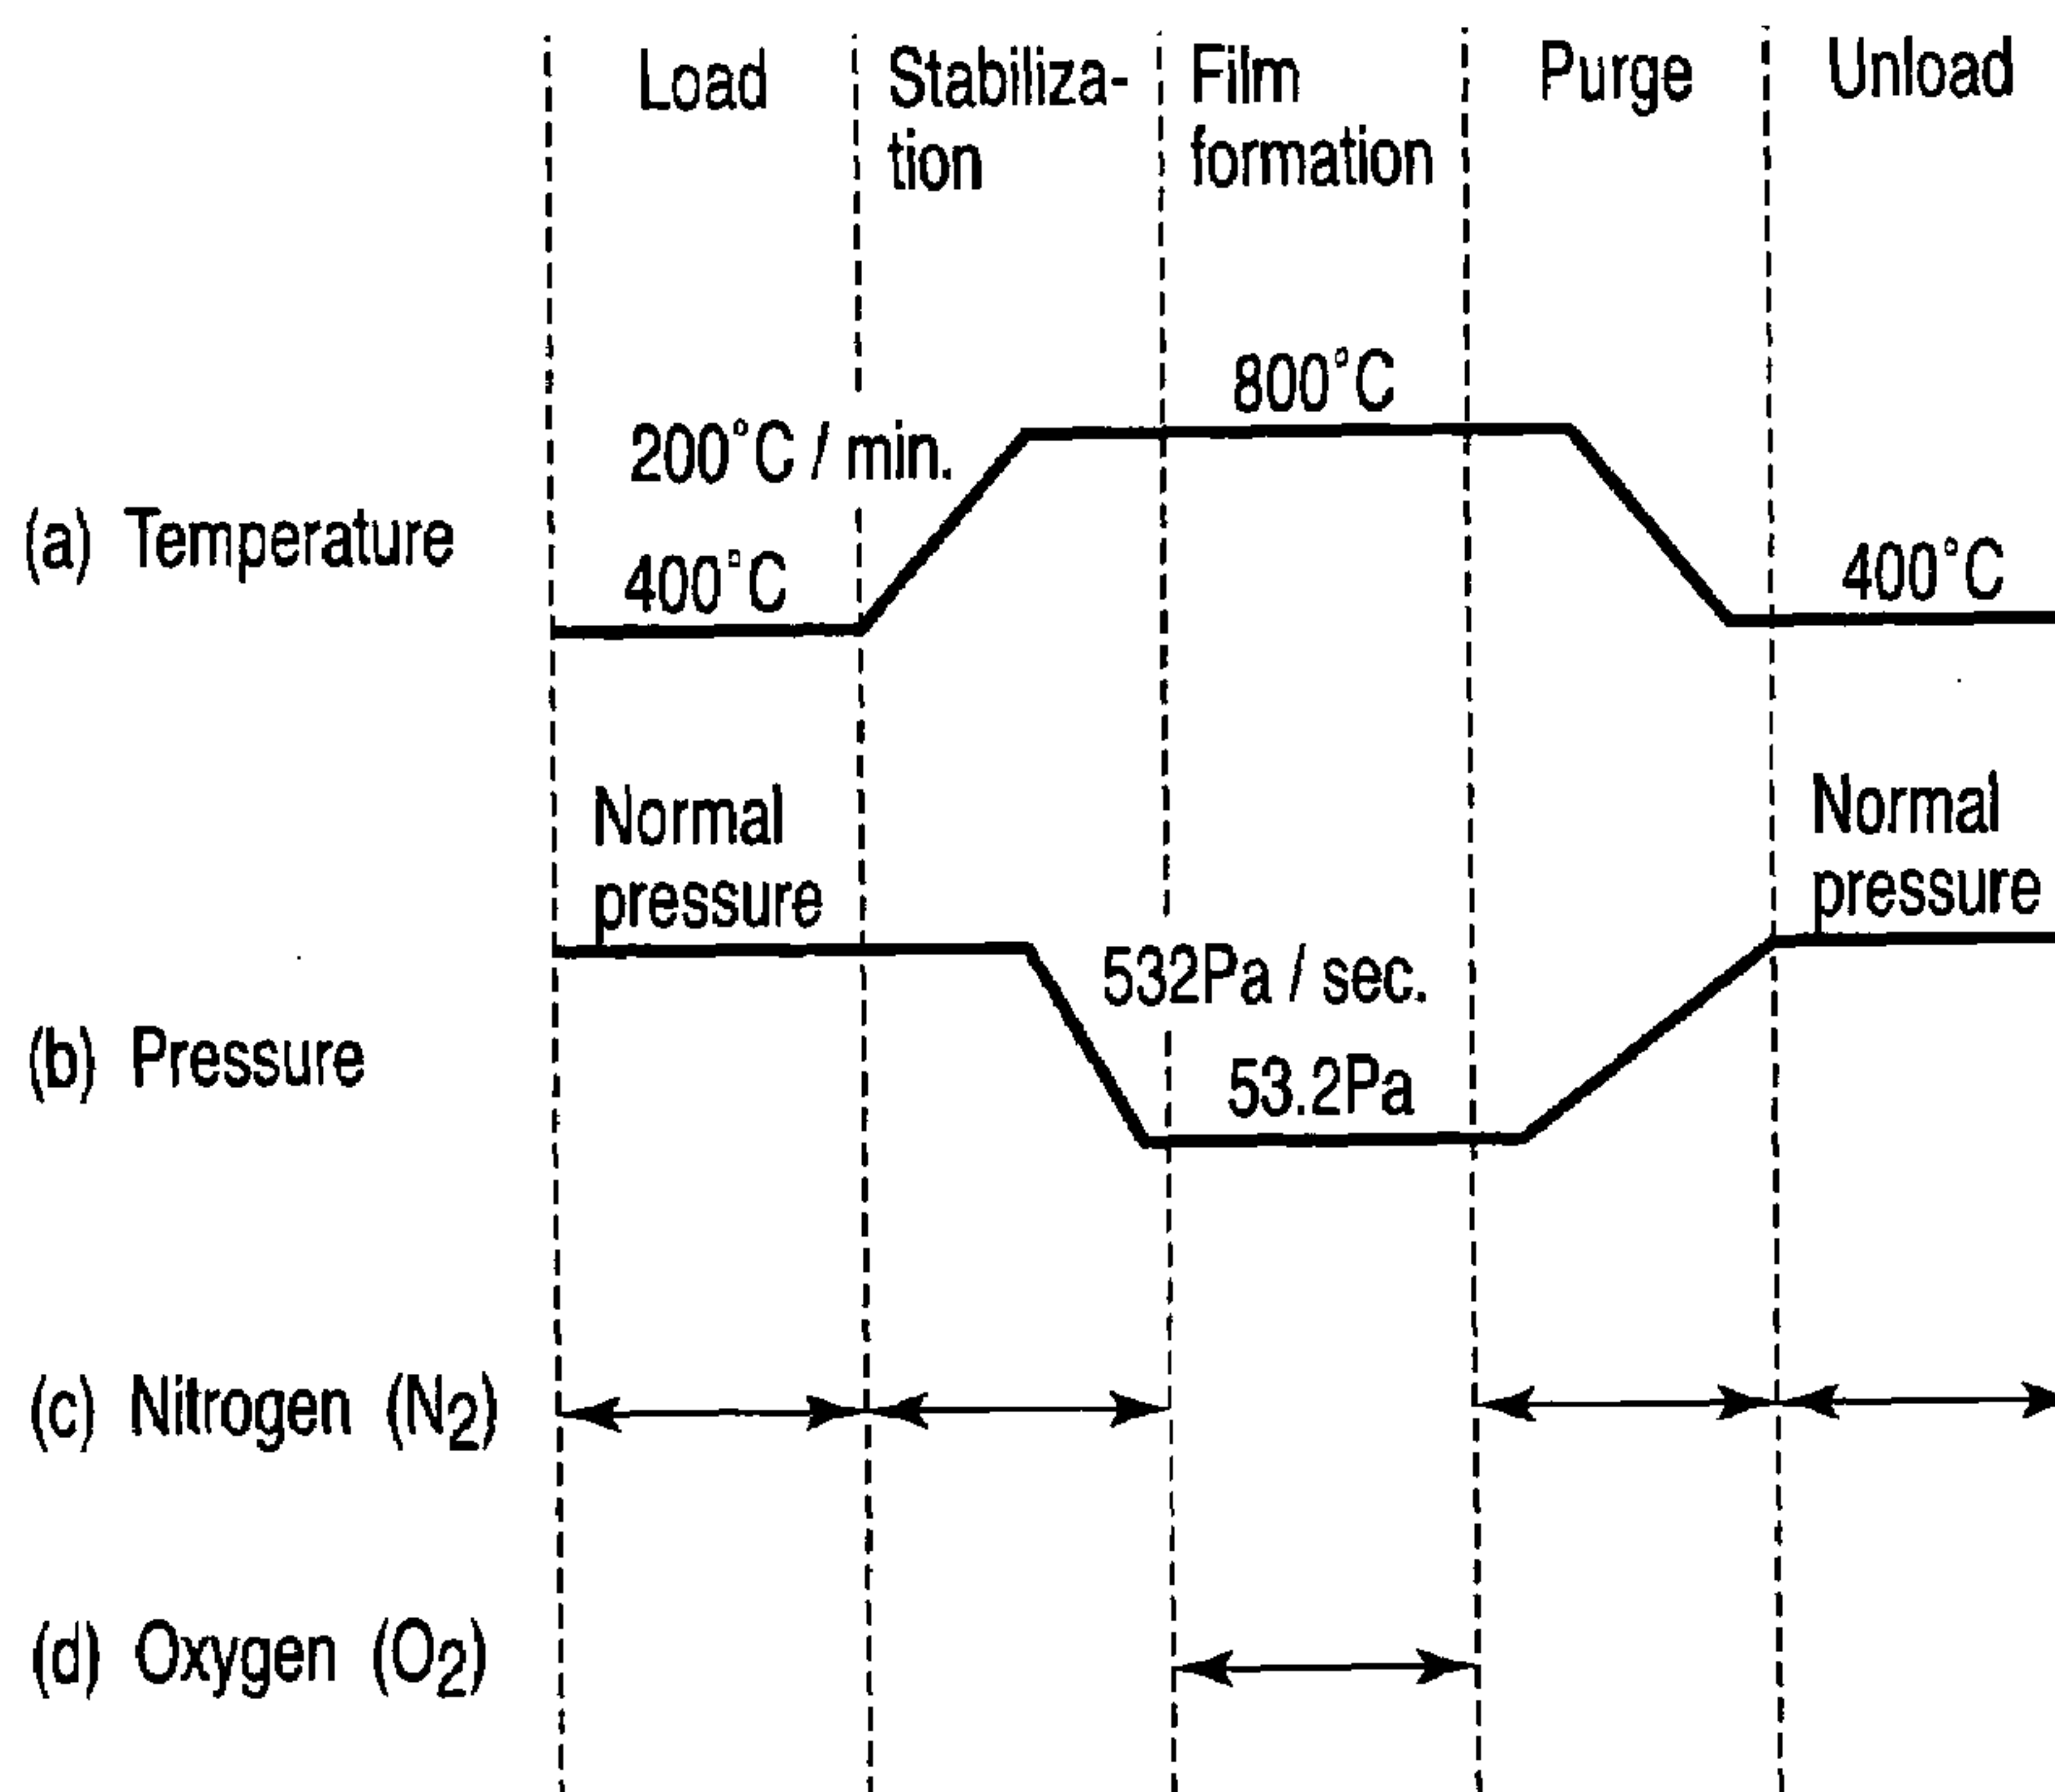 Load
Stabiliza-
tion
Film
formation
Purge
Unload
(a) Temperature
200°C / min.
400°C
800°C
400°C
(b) Pressure
Normal
pressure
532Pa / sec.
53.2Pa
Normal
pressure
(c) Nitrogen (N2)
(d) Oxygen (O2)